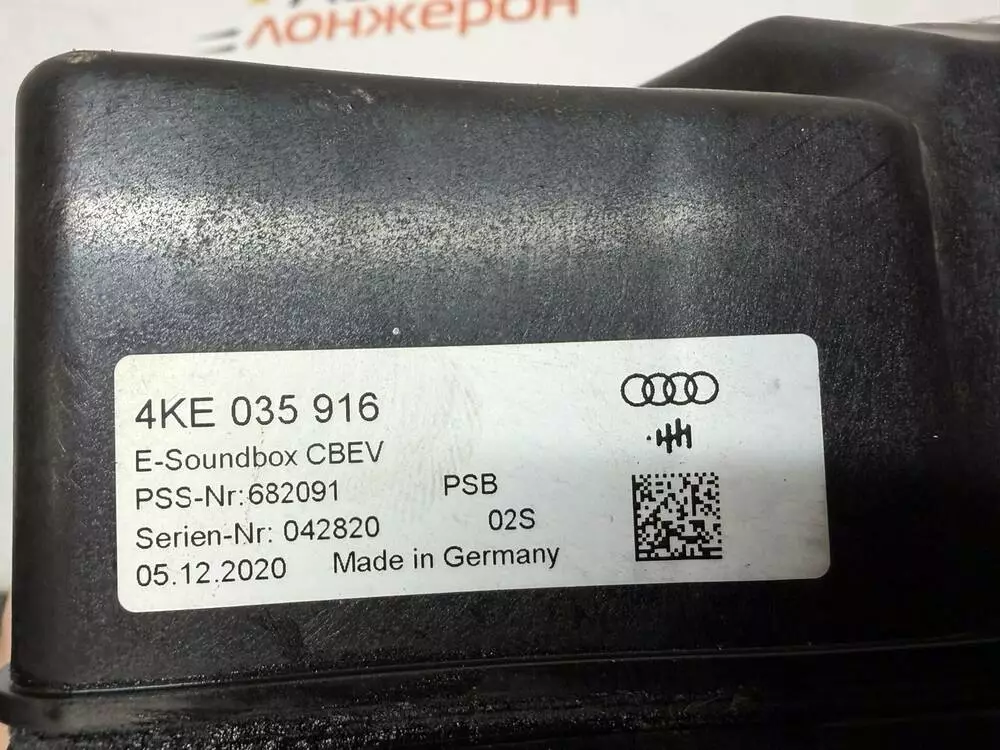 лонжерон
4KE 035 916
E-Soundbox CBEV
PSS-Nr:682091 PSB
Serien-Nr: 042820 02S
05.12.2020 Made in Germany